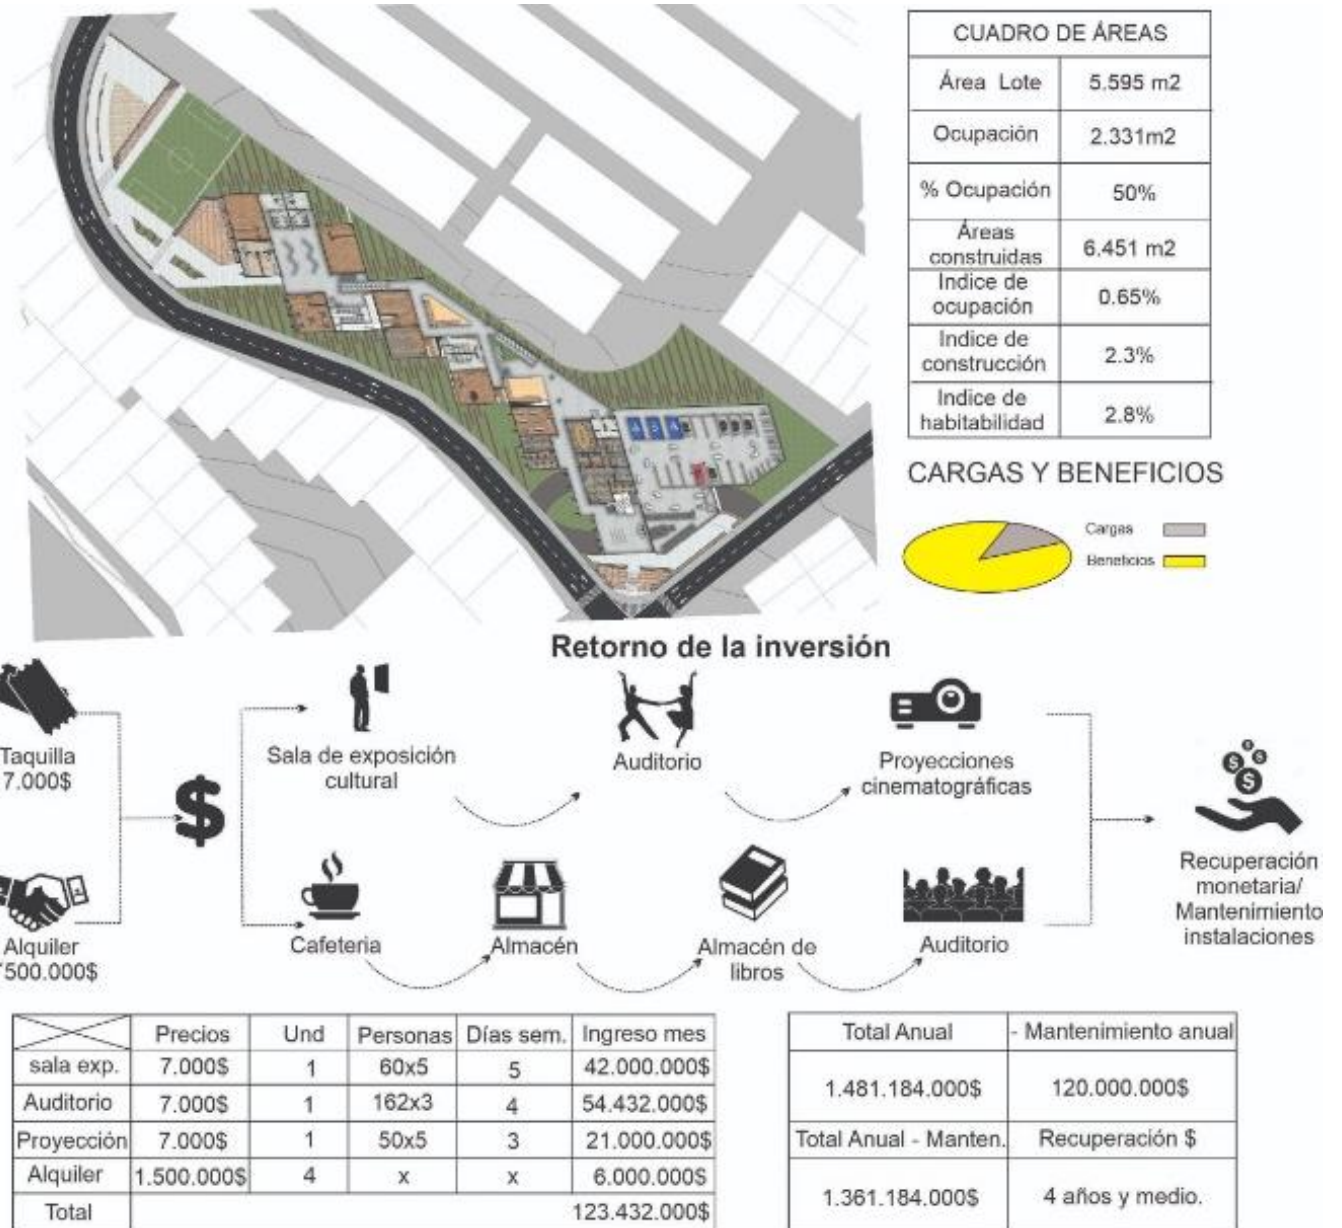 CUADRO DE ÁREAS
Área Lote 5.595 m2
Ocupación 2.331m2
% Ocupación 50%
Áreas
construidas 6.451 m2
Indice de
ocupación 0.65%
Indice de
construcción 2.3%
Indice de
habitabilidad 2.8%
CARGAS Y BENEFICIOS
Cargas
Beneficios
Retorno de la inversión
Taquilla
7.000$
Sala de exposición
cultural
Auditorio
Proyecciones
cinematográficas
Recuperación
monetaria/
Mantenimiento
instalaciones
Alquiler
500.000$
Cafeteria
Almacén
Almacén de
libros
Auditorio
Precios Und Personas Días sem. Ingreso mes
sala exp. 7.000$ 1 60x5 5 42.000.000$
Auditorio 7.000$ 1 162x3 4 54.432.000$
Proyección 7.000$ 1 50x5 3 21.000.000$
Alquiler 1.500.000$ 4 x x 6.000.000$
Total 123.432.000$
Total Anual - Mantenimiento anual
1.481.184.000$ 120.000.000$
Total Anual - Manten. Recuperación $
1.361.184.000$ 4 años y medio.